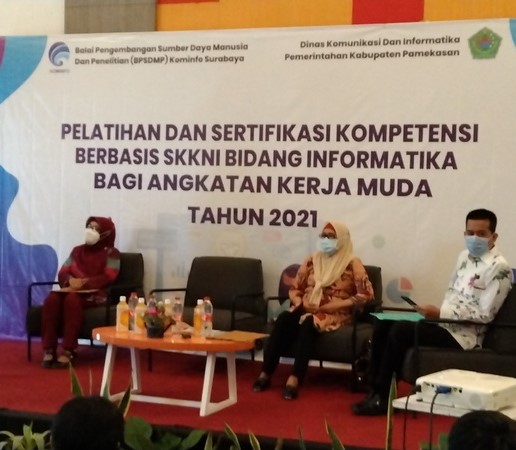 Balai Pengembangan Sumber Daya Manusia
Dan Penelitian (BPSDMP) Kominfo Surabaya
KOMINFO
Dinas Komunikasi Dan Informatika
Pemerintahan Kabupaten Pamekasan
PELATIHAN DAN SERTIFIKASI KOMPETENSI
BERBASIS SKKNI BIDANG INFORMATIKA
BAGI ANGKATAN KERJA MUDA
TAHUN 2021